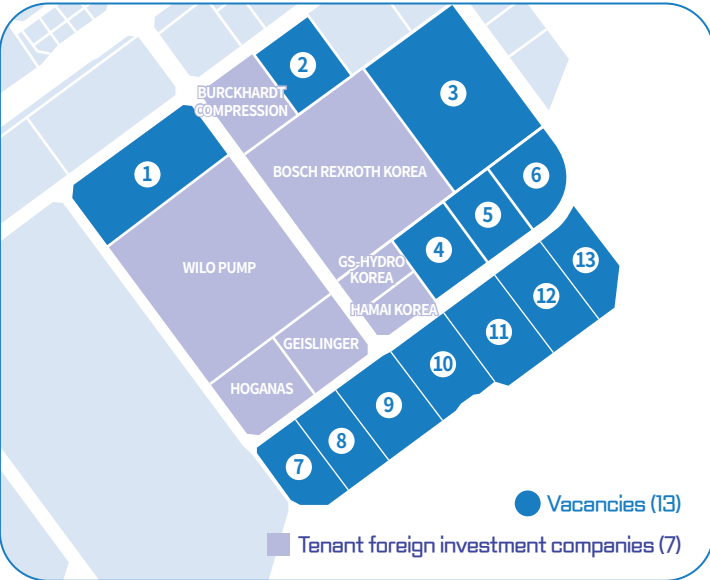 2
BURCKHARDT
COMPRESSION
3
1
BOSCH REXROTH KOREA
6
5
4
WILO PUMP
GS-HYDRO
KOREA
13
12
HAMAI KOREA
11
GEISLINGER
10
HOGANAS
9
8
7
Vacancies (13)
Tenant foreign investment companies (7)